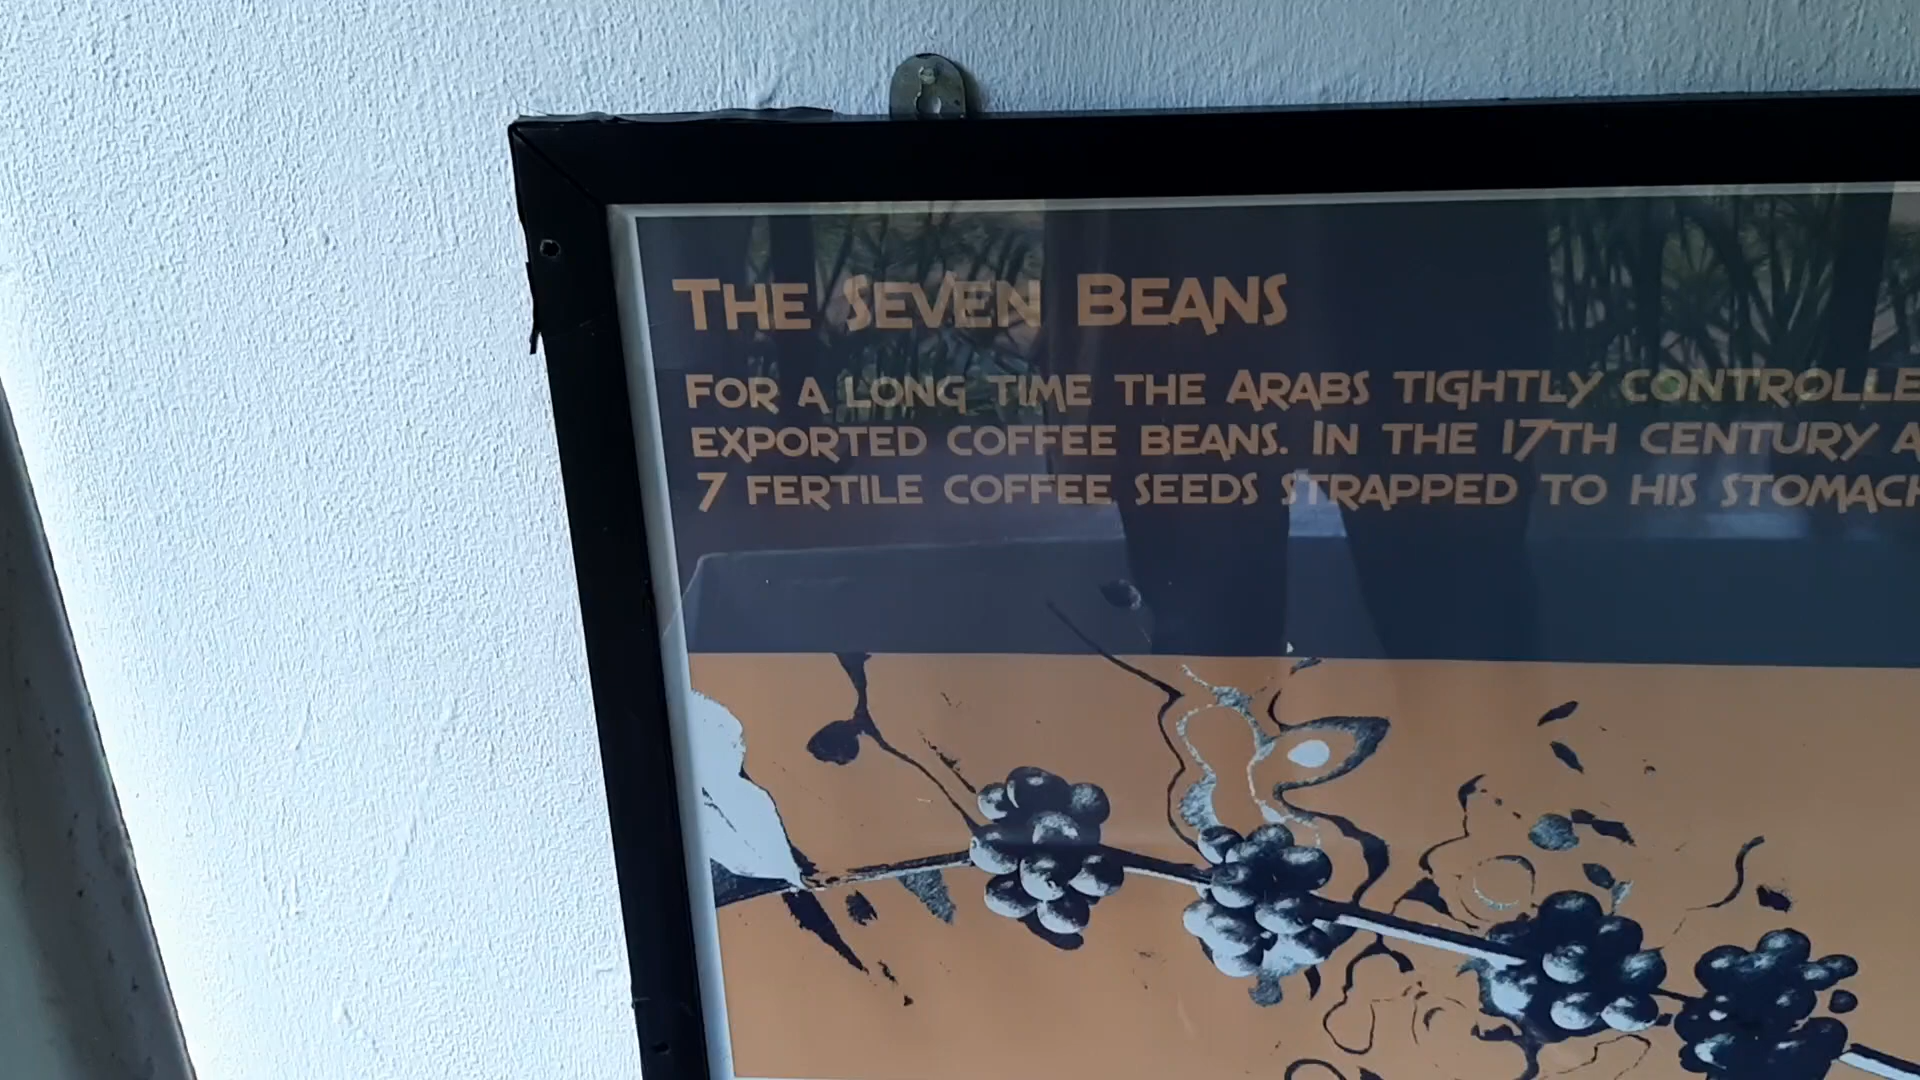 The Seven Beans
For a long time the Arabs tightly controlle
exported coffee beans. In the 17th century a
7 fertile coffee seeds strapped to his stomach